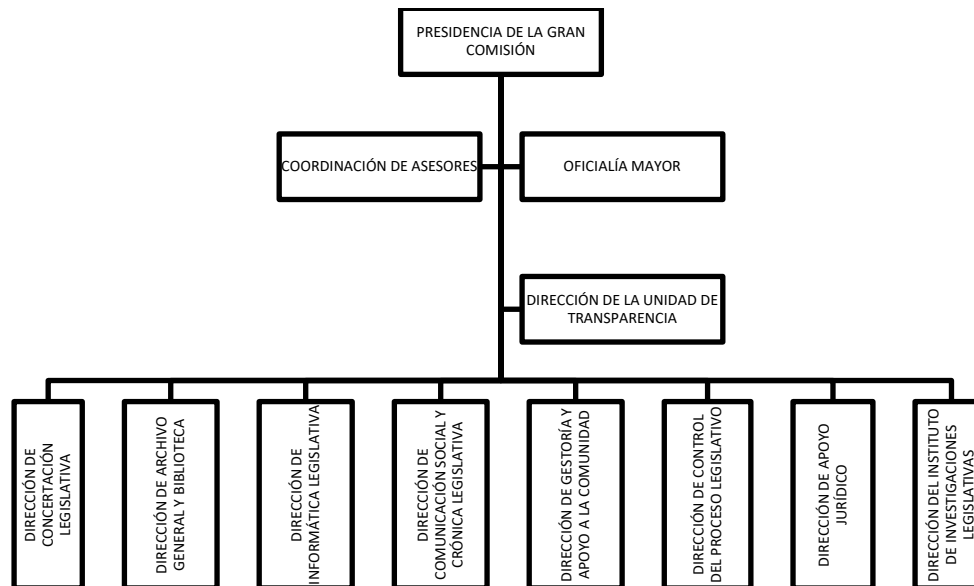 PRESIDENCIA DE LA GRAN
COMISIÓN
COORDINACIÓN DE ASESORES
OFICIALÍA MAYOR
DIRECCIÓN DE LA UNIDAD DE
TRANSPARENCIA
DIRECCIÓN DE
CONCERTACIÓN
LEGISLATIVA
DIRECCIÓN DE ARCHIVO
GENERAL Y BIBLIOTECA
DIRECCIÓN DE
INFORMÁTICA LEGISLATIVA
DIRECCIÓN DE
COMUNICACIÓN SOCIAL Y
CRÓNICA LEGISLATIVA
DIRECCIÓN DE GESTORÍA Y
APOYO A LA COMUNIDAD
DIRECCIÓN DE CONTROL
DEL PROCESO LEGISLATIVO
DIRECCIÓN DE APOYO
JURÍDICO
DIRECCIÓN DEL INSTITUTO
DE INVESTIGACIONES
LEGISLATIVAS